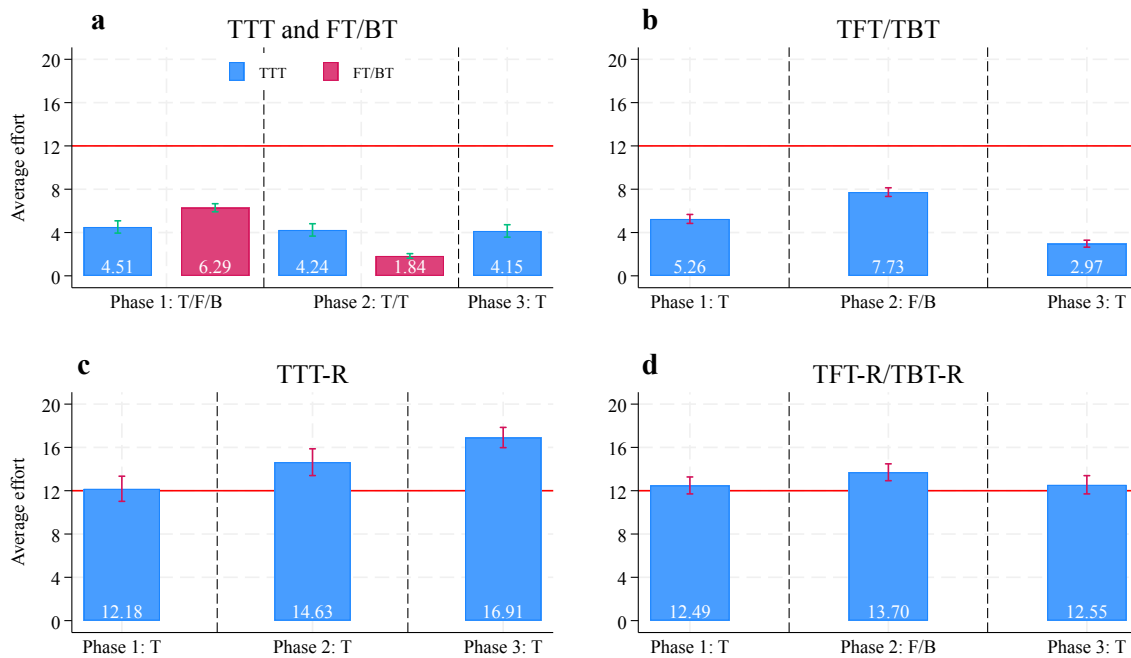 a
TTT and FT/BT
Average effort
20
16
12
8
4
0
TTT
FT/BT
4.51
6.29
4.24
1.84
4.15
Phase 1: T/F/B
Phase 2: T/T
Phase 3: T
b
TFT/TBT
20
16
12
8
4
0
5.26
7.73
2.97
Phase 1: T
Phase 2: F/B
Phase 3: T
c
TTT-R
Average effort
20
16
12
8
4
0
12.18
14.63
16.91
Phase 1: T
Phase 2: T
Phase 3: T
d
TFT-R/TBT-R
20
16
12
8
4
0
12.49
13.70
12.55
Phase 1: T
Phase 2: F/B
Phase 3: T